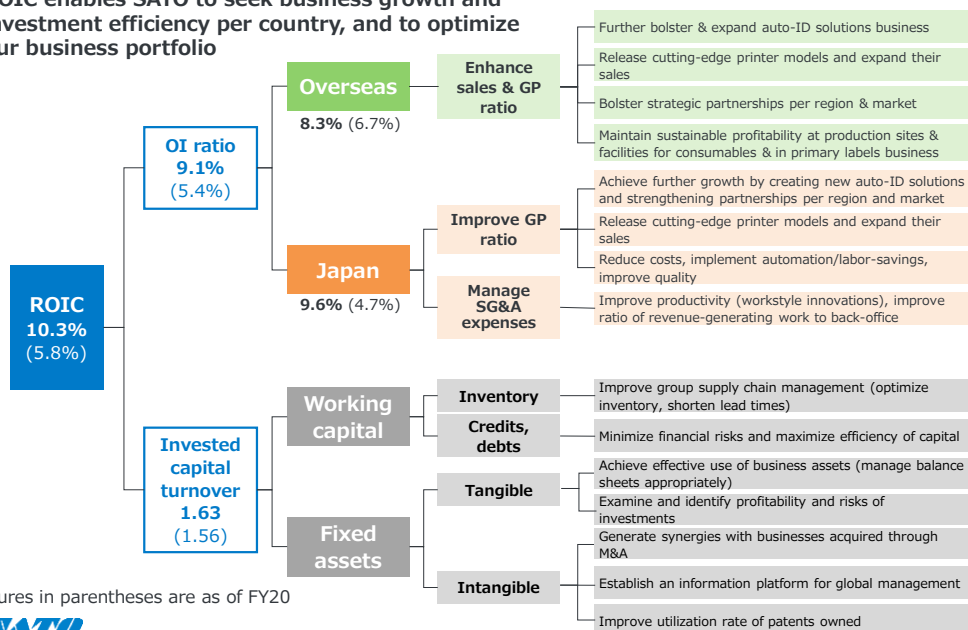 ROIC enables SATO to seek business growth and
investment efficiency per country, and to optimize
our business portfolio
ROIC
10.3%
(5.8%)
OI ratio
9.1%
(5.4%)
Overseas
8.3% (6.7%)
Enhance
sales & GP
ratio
Further bolster & expand auto-ID solutions business
Release cutting-edge printer models and expand their
sales
Bolster strategic partnerships per region & market
Maintain sustainable profitability at production sites &
facilities for consumables & in primary labels business
Japan
9.6% (4.7%)
Improve GP
ratio
Achieve further growth by creating new auto-ID solutions
and strengthening partnerships per region and market
Release cutting-edge printer models and expand their
sales
Reduce costs, implement automation/labor-savings,
improve quality
Manage
SG&A
expenses
Improve productivity (workstyle innovations), improve
ratio of revenue-generating work to back-office
Invested
capital
turnover
1.63
(1.56)
Working
capital
Inventory
Improve group supply chain management (optimize
inventory, shorten lead times)
Credits,
debts
Minimize financial risks and maximize efficiency of capital
Fixed
assets
Tangible
Achieve effective use of business assets (manage balance
sheets appropriately)
Examine and identify profitability and risks of
investments
Intangible
Generate synergies with businesses acquired through
M&A
Establish an information platform for global management
Improve utilization rate of patents owned
ures in parentheses are as of FY20
SATO